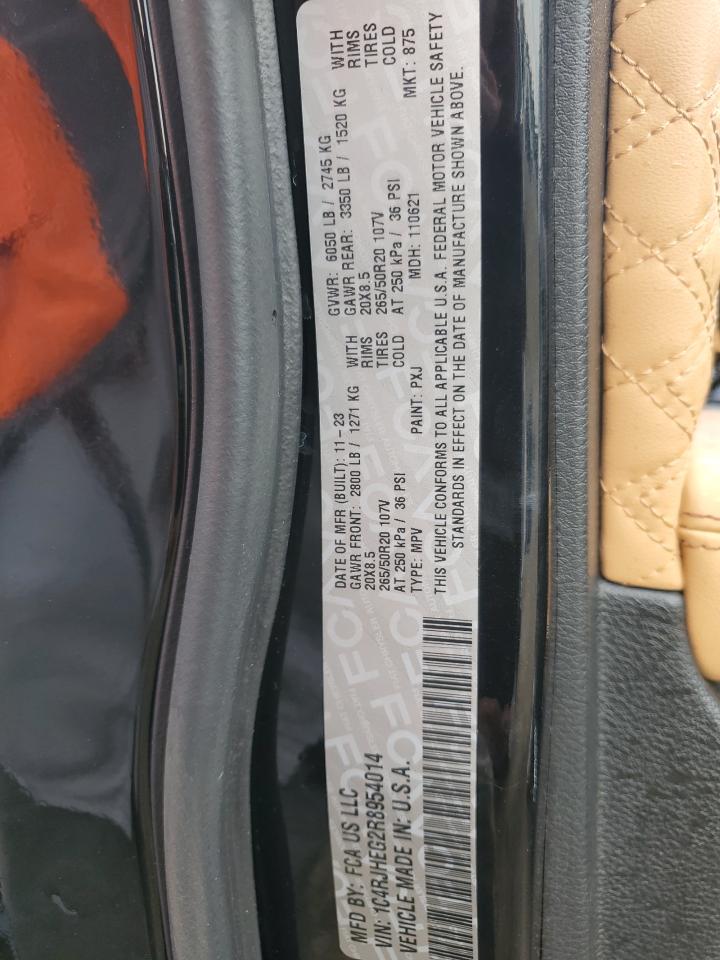 MFD BY: FCA US LLC
VIN: 1C4RJHEG2R8954014
VEHICLE MADE IN: U.S.A.
DATE OF MFR (BUILT): 11-23 GVWR: 6050 LB / 2745 KG
GAWR FRONT: 2800 LB / 1271 KG WITH GAWR REAR: 3350 LB / 1520 KG WITH
20X8.5 RIMS 20X8.5 RIMS
265/50R20 107V TIRES 265/50R20 107V TIRES
AT 250 kPa / 36 PSI COLD AT 250 kPa / 36 PSI COLD
TYPE: MPV PAINT: PXJ MDH: 110621 MKT: 875
THIS VEHICLE CONFORMS TO ALL APPLICABLE U.S.A. FEDERAL MOTOR VEHICLE SAFETY
STANDARDS IN EFFECT ON THE DATE OF MANUFACTURE SHOWN ABOVE.